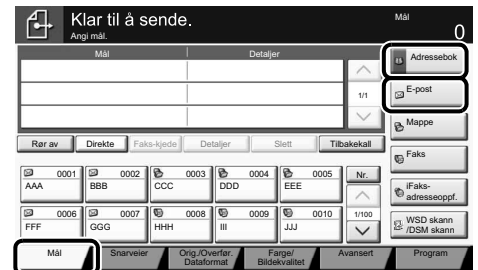 Klar til å sende.
Angi mål.
Mål
0
Mål Detaljer
1/1
Adressebok
E-post
Mappe
Faks
iFaks-
adresseoppf.
WSD skann
/DSM skann
Rør av Direkte Faks-kjede Detaljer Slett Tilbakekall
0001 0002 0003 0004 0005 Nr.
AAA BBB CCC DDD EEE
0006 0007 0008 0009 0010 1/100
FFF GGG HHH III JJJ
Mål Snarveier Orig./Overfør. Farge/ Avansert Program
Dataformat Bildekvalitet